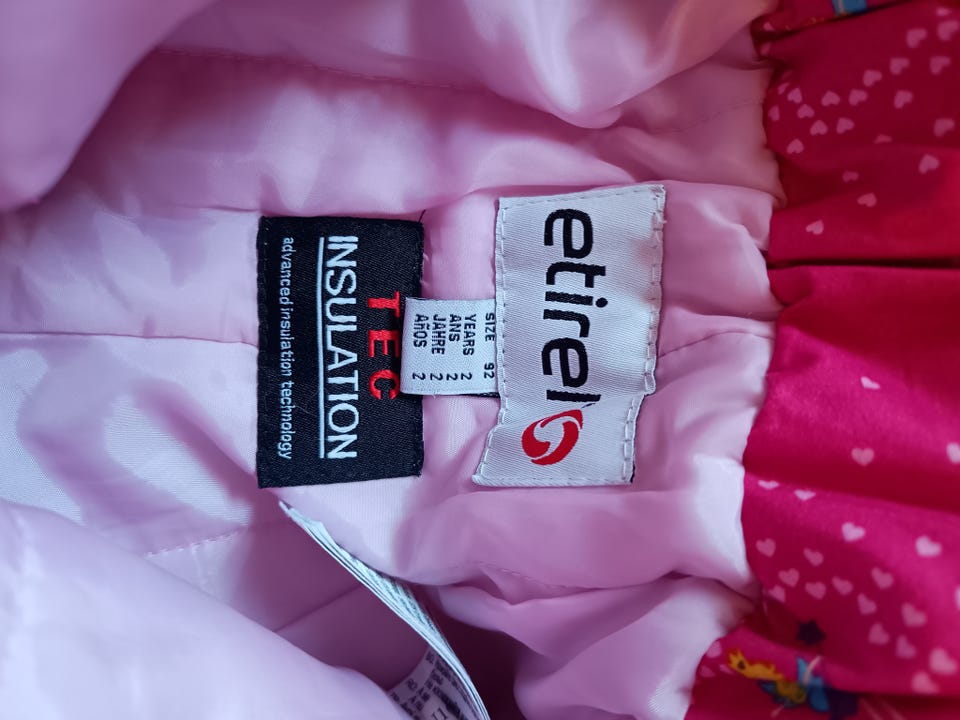 etirel
SIZE 92
YEARS 2
ANS 2
JAHRE 2
AÑOS 2
TEC
INSULATION
advanced insulation technology